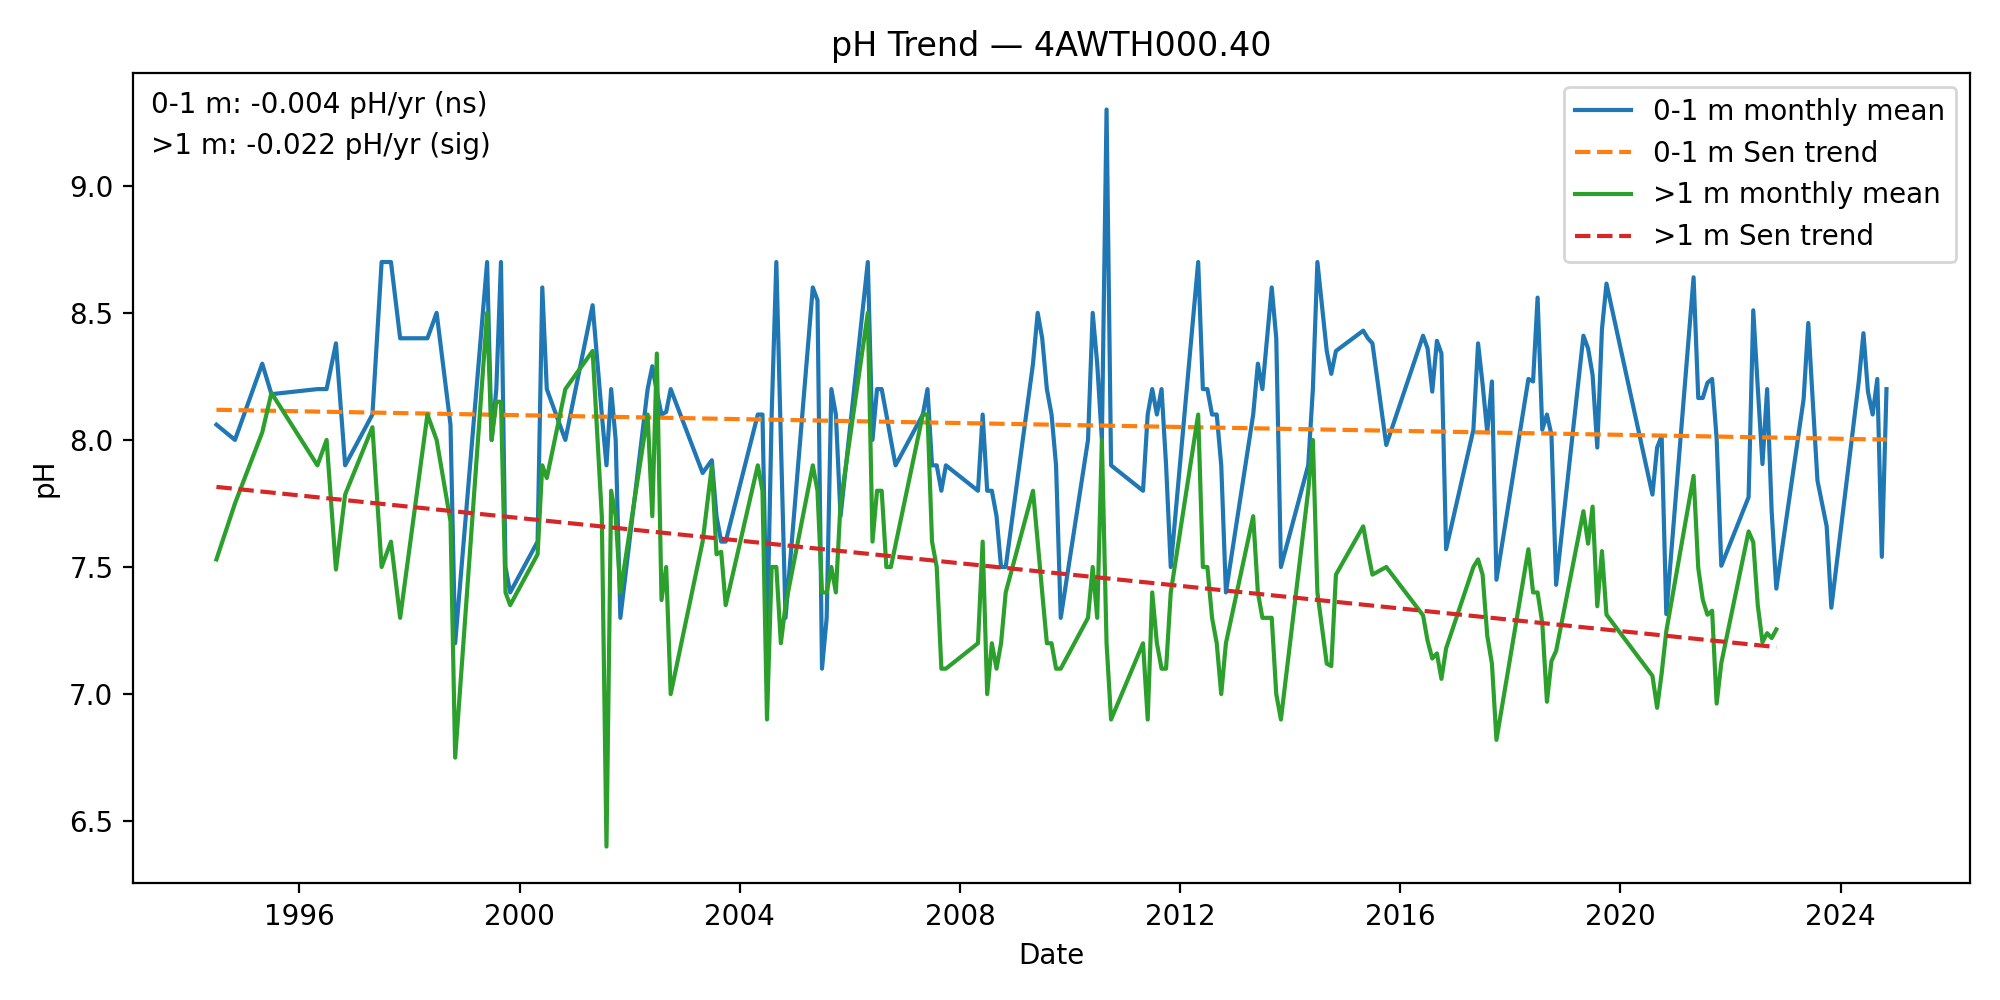 pH Trend — 4AWTH000.40
0-1 m: -0.004 pH/yr (ns)
>1 m: -0.022 pH/yr (sig)
0-1 m monthly mean
0-1 m Sen trend
>1 m monthly mean
>1 m Sen trend
pH
9.0
8.5
8.0
7.5
7.0
6.5
1996 2000 2004 2008 2012 2016 2020 2024
Date